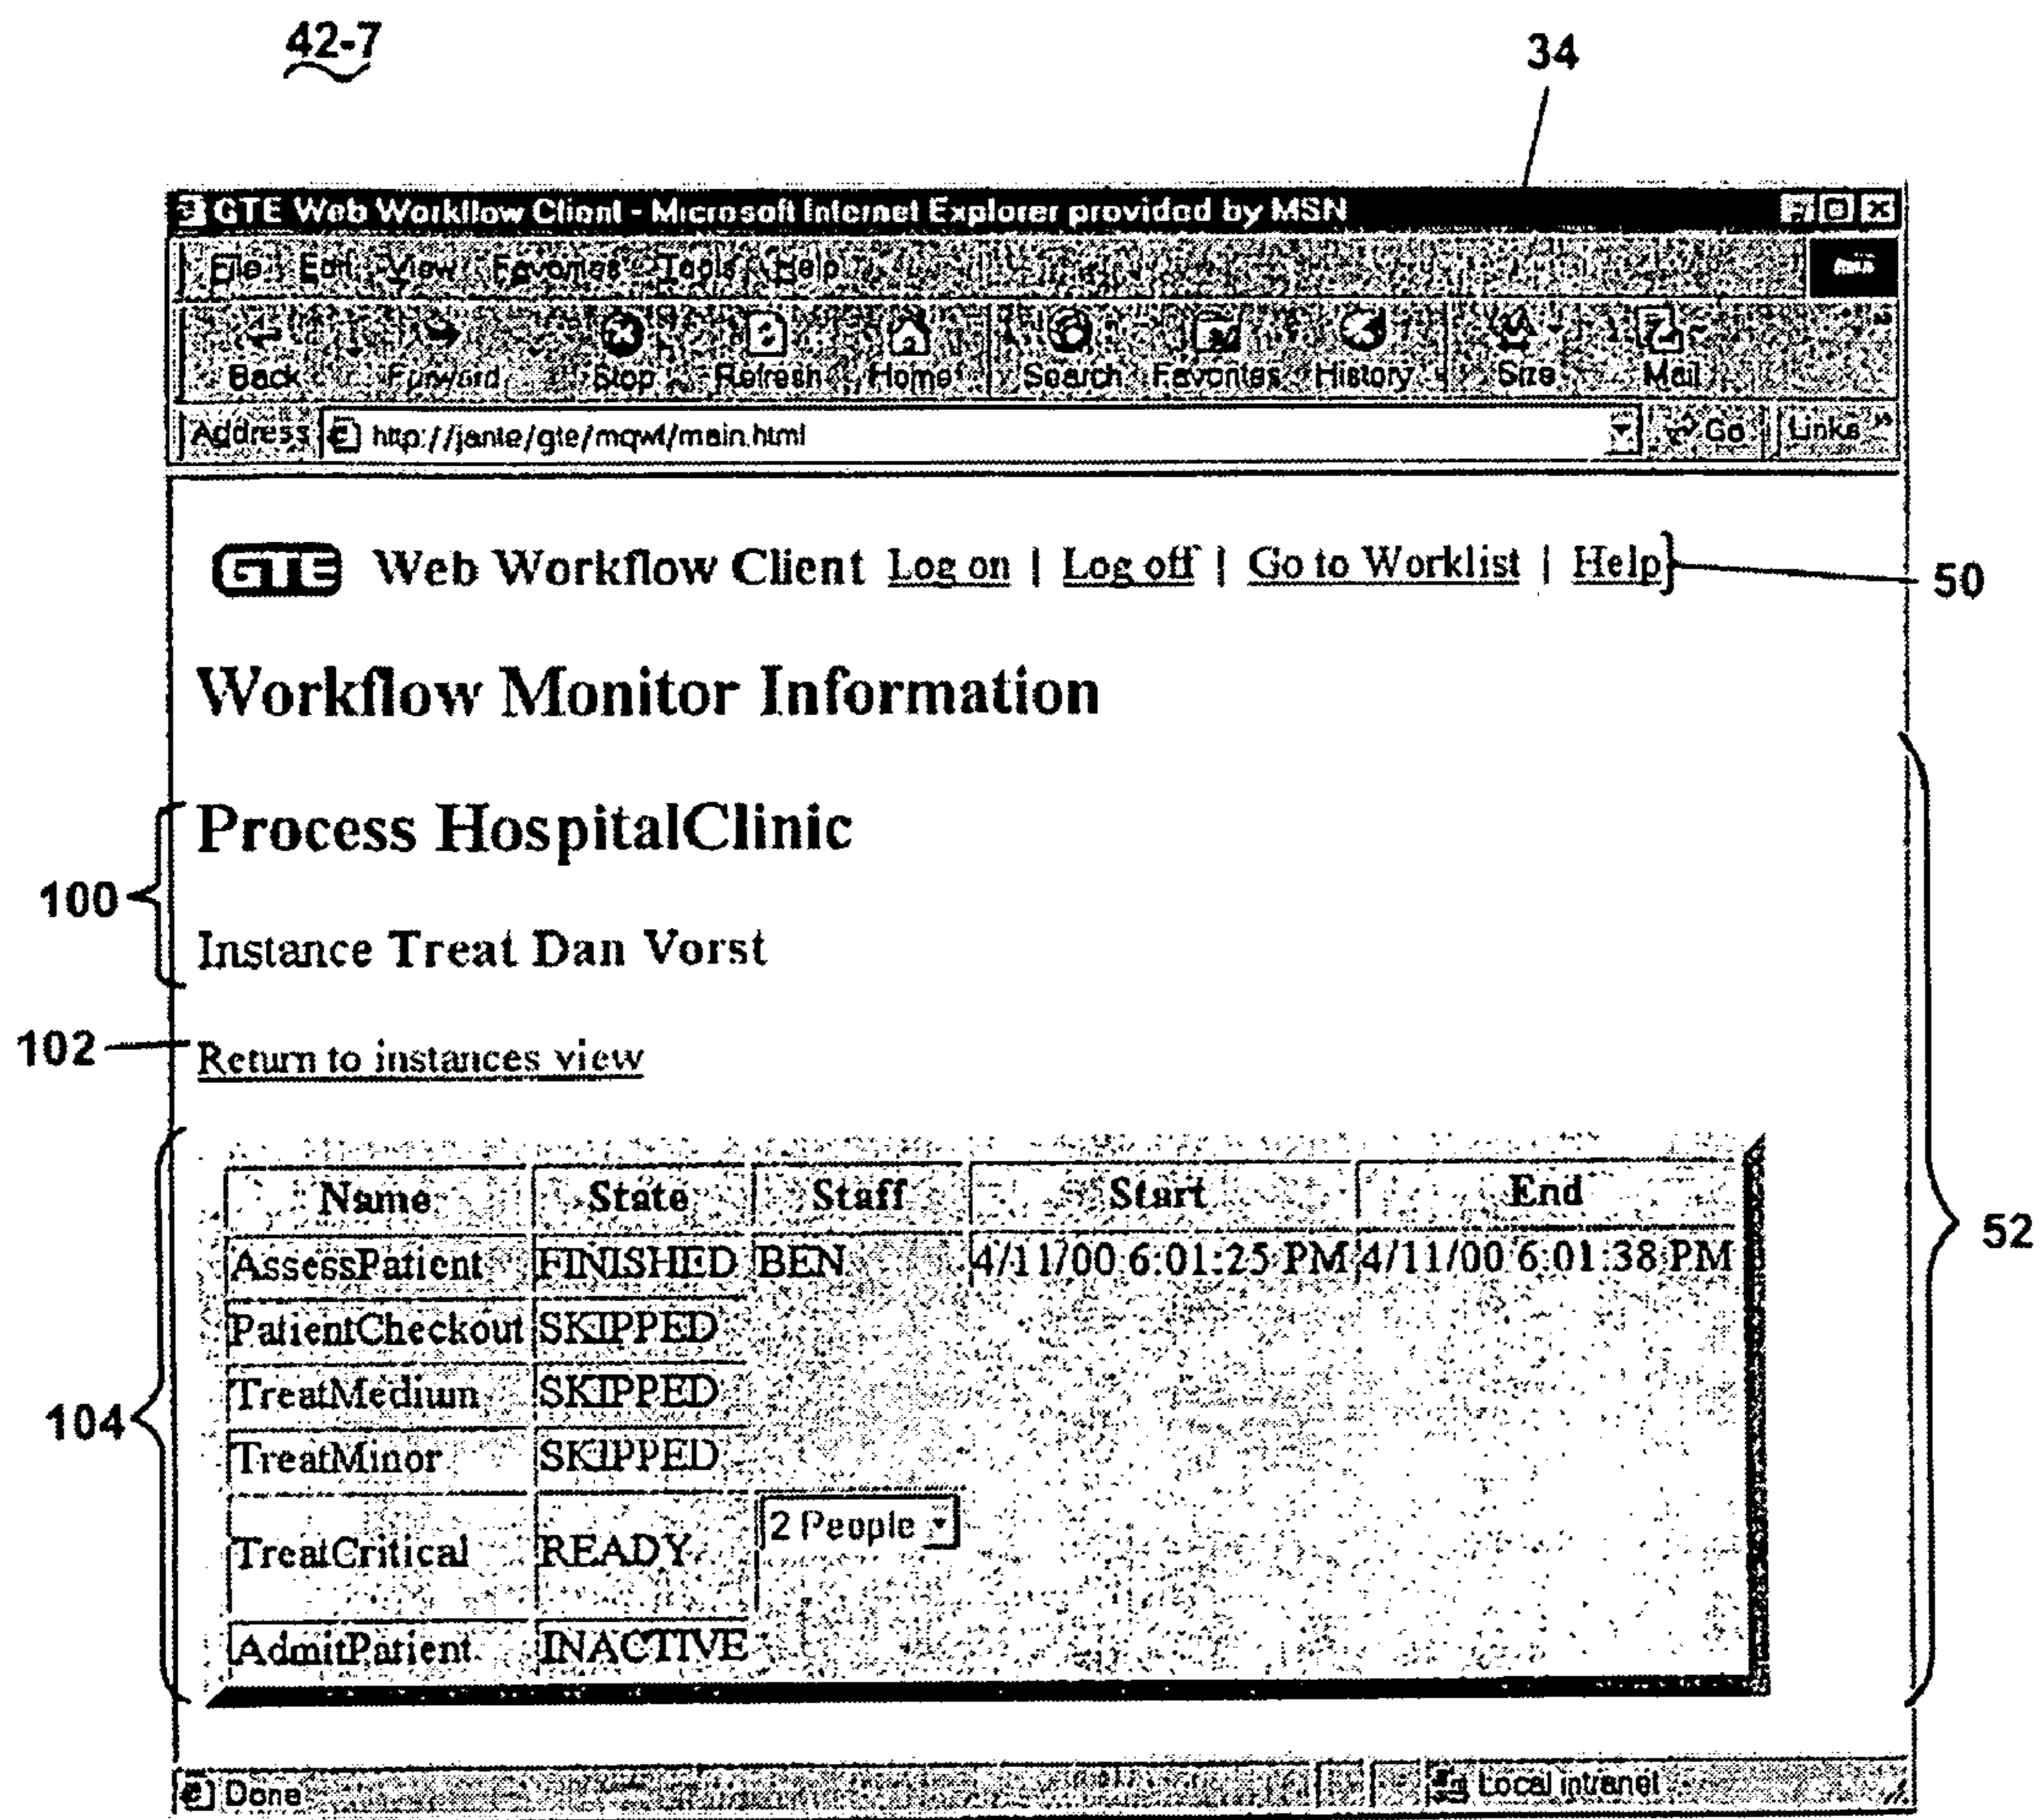 42-7
34
GTE Web Workflow Client - Microsoft Internet Explorer provided by MSN
File Edit View Favorites Tools Help
Back Forward Stop Refresh Home Search Favorites History Size Mail
Address http://jante/gte/mqwf/main.html Go Links
GTE Web Workflow Client Log on | Log off | Go to Worklist | Help
50
Workflow Monitor Information
Process HospitalClinic
100
Instance Treat Dan Vorst
102
Return to instances view
Name State Staff Start End
52
AssessPatient FINISHED BEN 4/11/00 6:01:25 PM 4/11/00 6:01:38 PM
PatientCheckout SKIPPED
TreatMedium SKIPPED
104
TreatMinor SKIPPED
TreatCritical READY 2 People
AdmitPatient INACTIVE
Done Local intranet